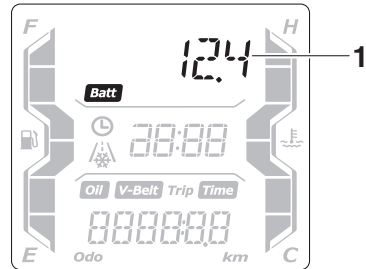 F H
12.4 1
Batt
88:88
Oil V-Belt Trip Time
888888.8
E Odo km C